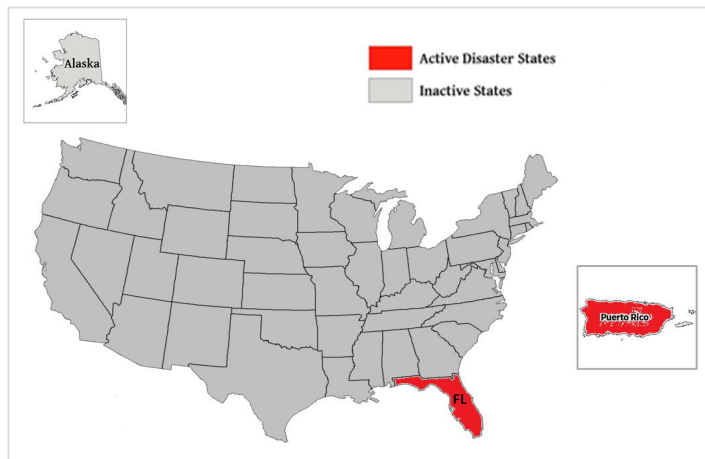 Alaska
Active Disaster States
Inactive States
Puerto Rico
FL